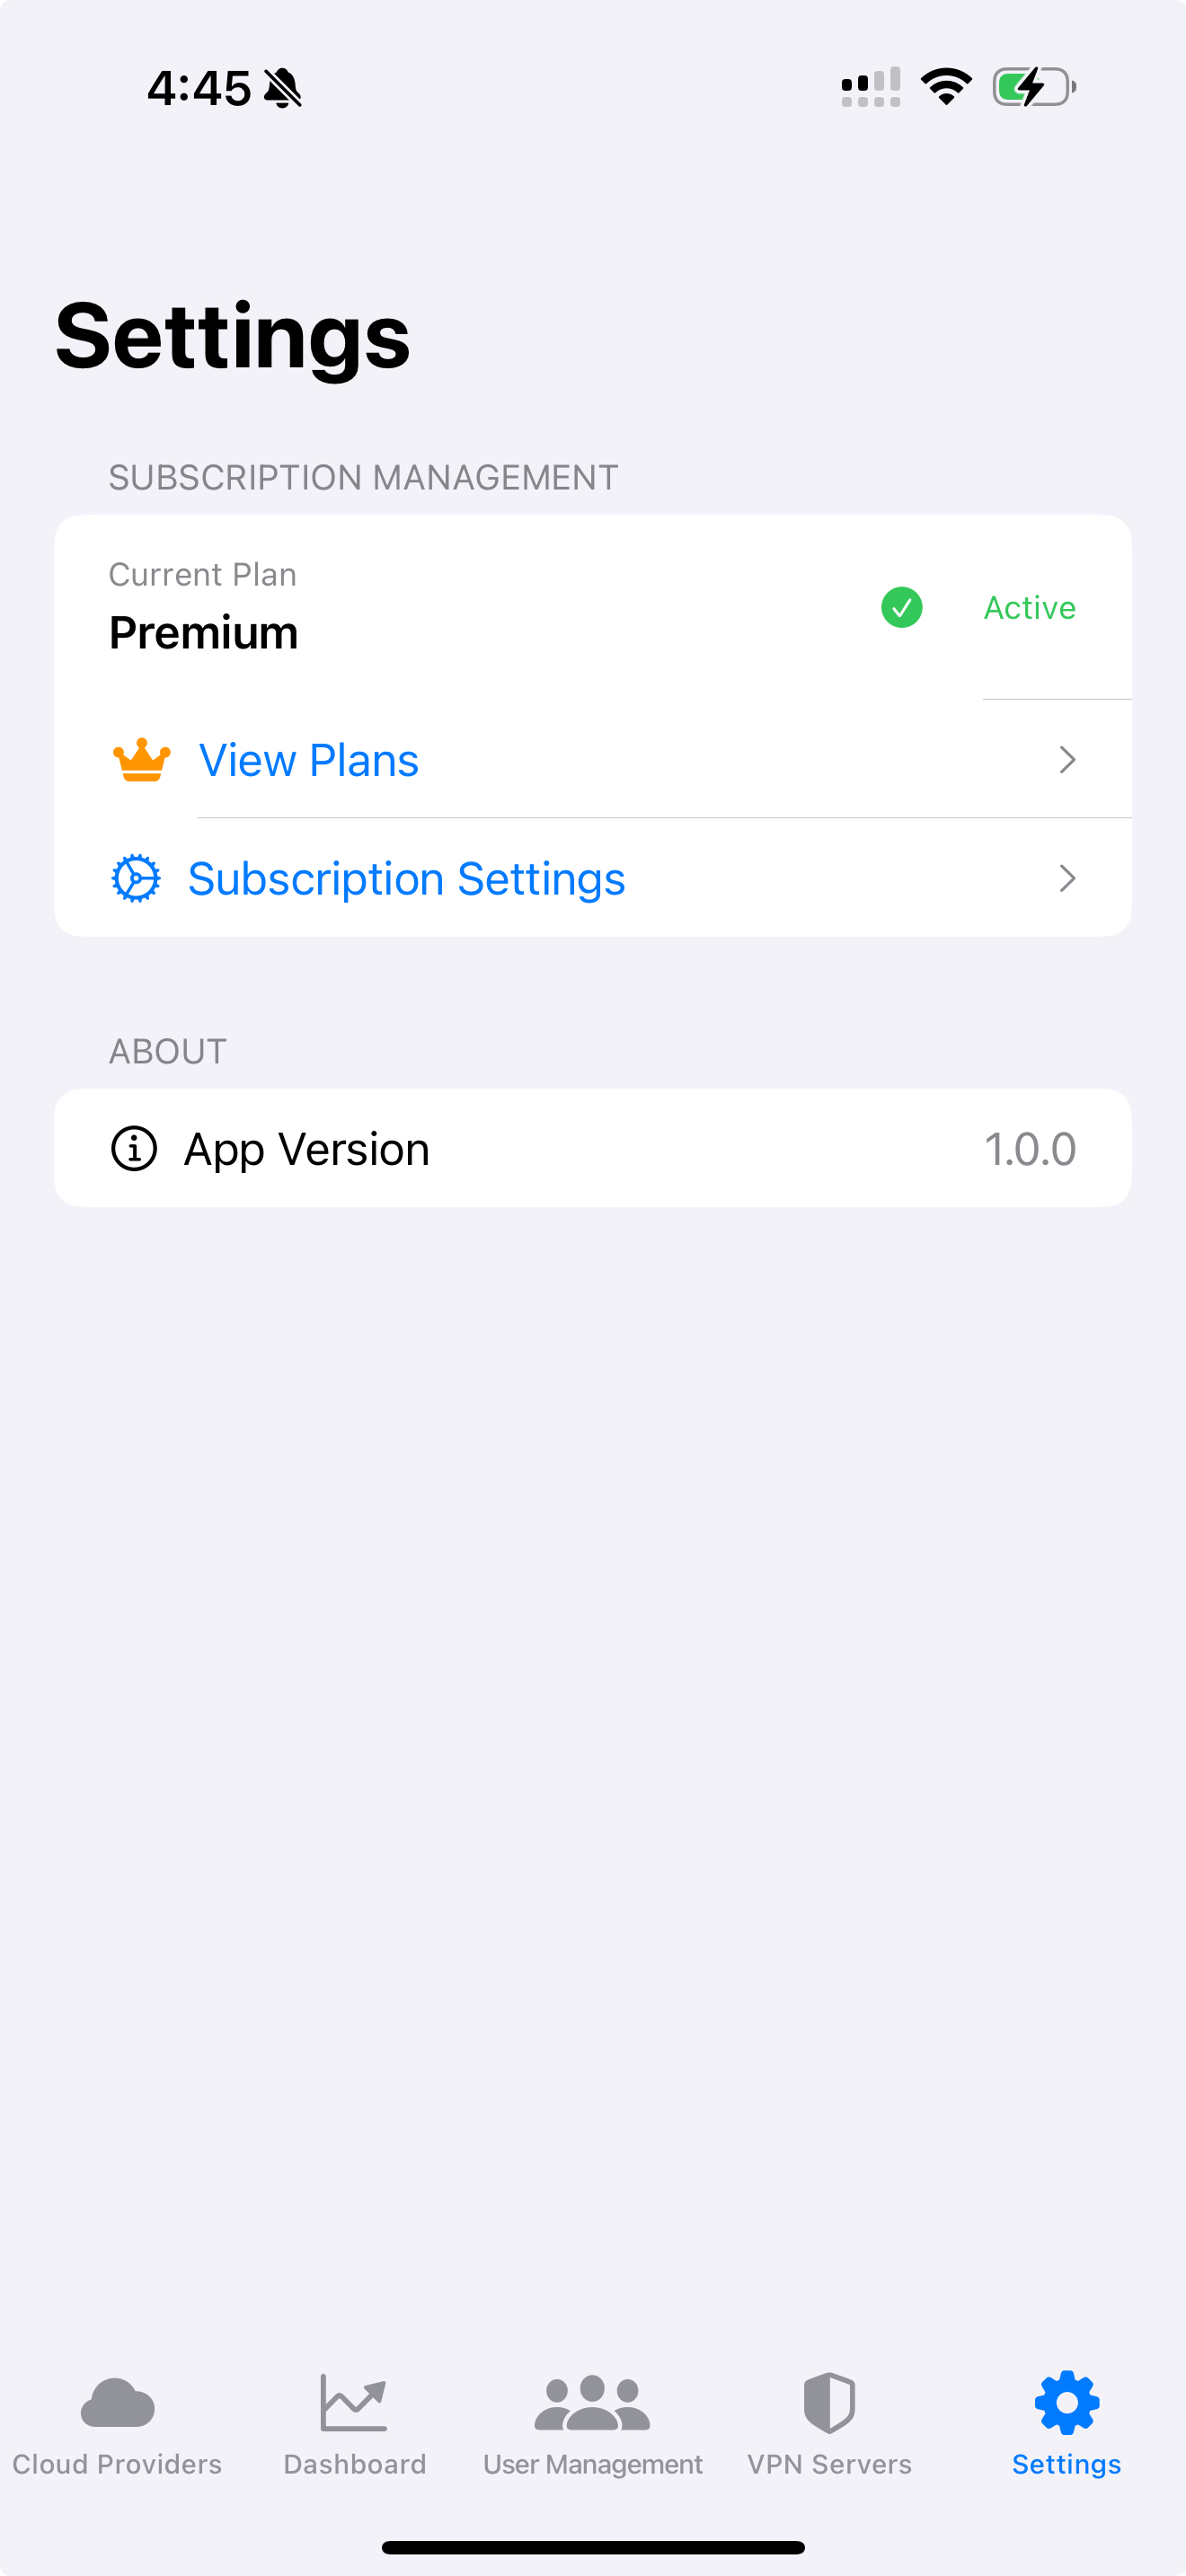 4:45
Settings
SUBSCRIPTION MANAGEMENT
Current Plan
Premium
Active
View Plans
Subscription Settings
ABOUT
App Version
1.0.0
Cloud Providers
Dashboard
User Management
VPN Servers
Settings